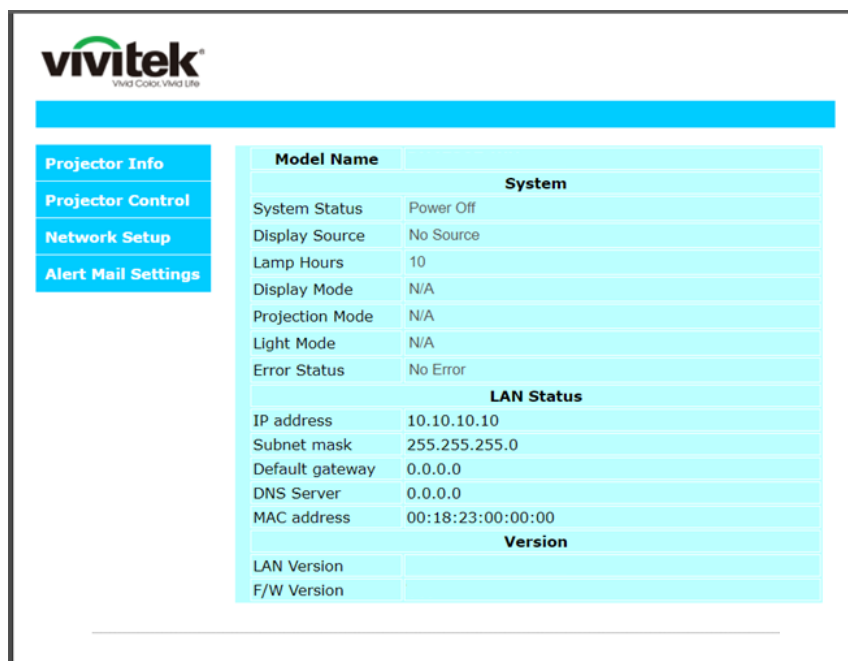 vivitek®
Vivid Color, Vivid Life
Projector Info
Projector Control
Network Setup
Alert Mail Settings
Model Name
System
System Status Power Off
Display Source No Source
Lamp Hours 10
Display Mode N/A
Projection Mode N/A
Light Mode N/A
Error Status No Error
LAN Status
IP address 10.10.10.10
Subnet mask 255.255.255.0
Default gateway 0.0.0.0
DNS Server 0.0.0.0
MAC address 00:18:23:00:00:00
Version
LAN Version
F/W Version